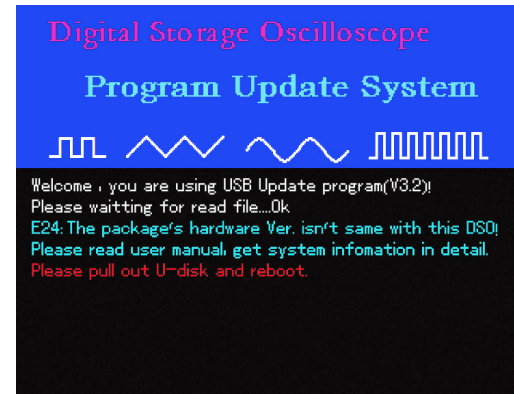 Digital Storage Oscilloscope
Program Update System
Welcome , you are using USB Update program(V3.2)!
Please waitting for read file....Ok
E24: The package's hardware Ver. isn't same with this DSO!
Please read user manual, get system infomation in detail.
Please pull out U-disk and reboot.